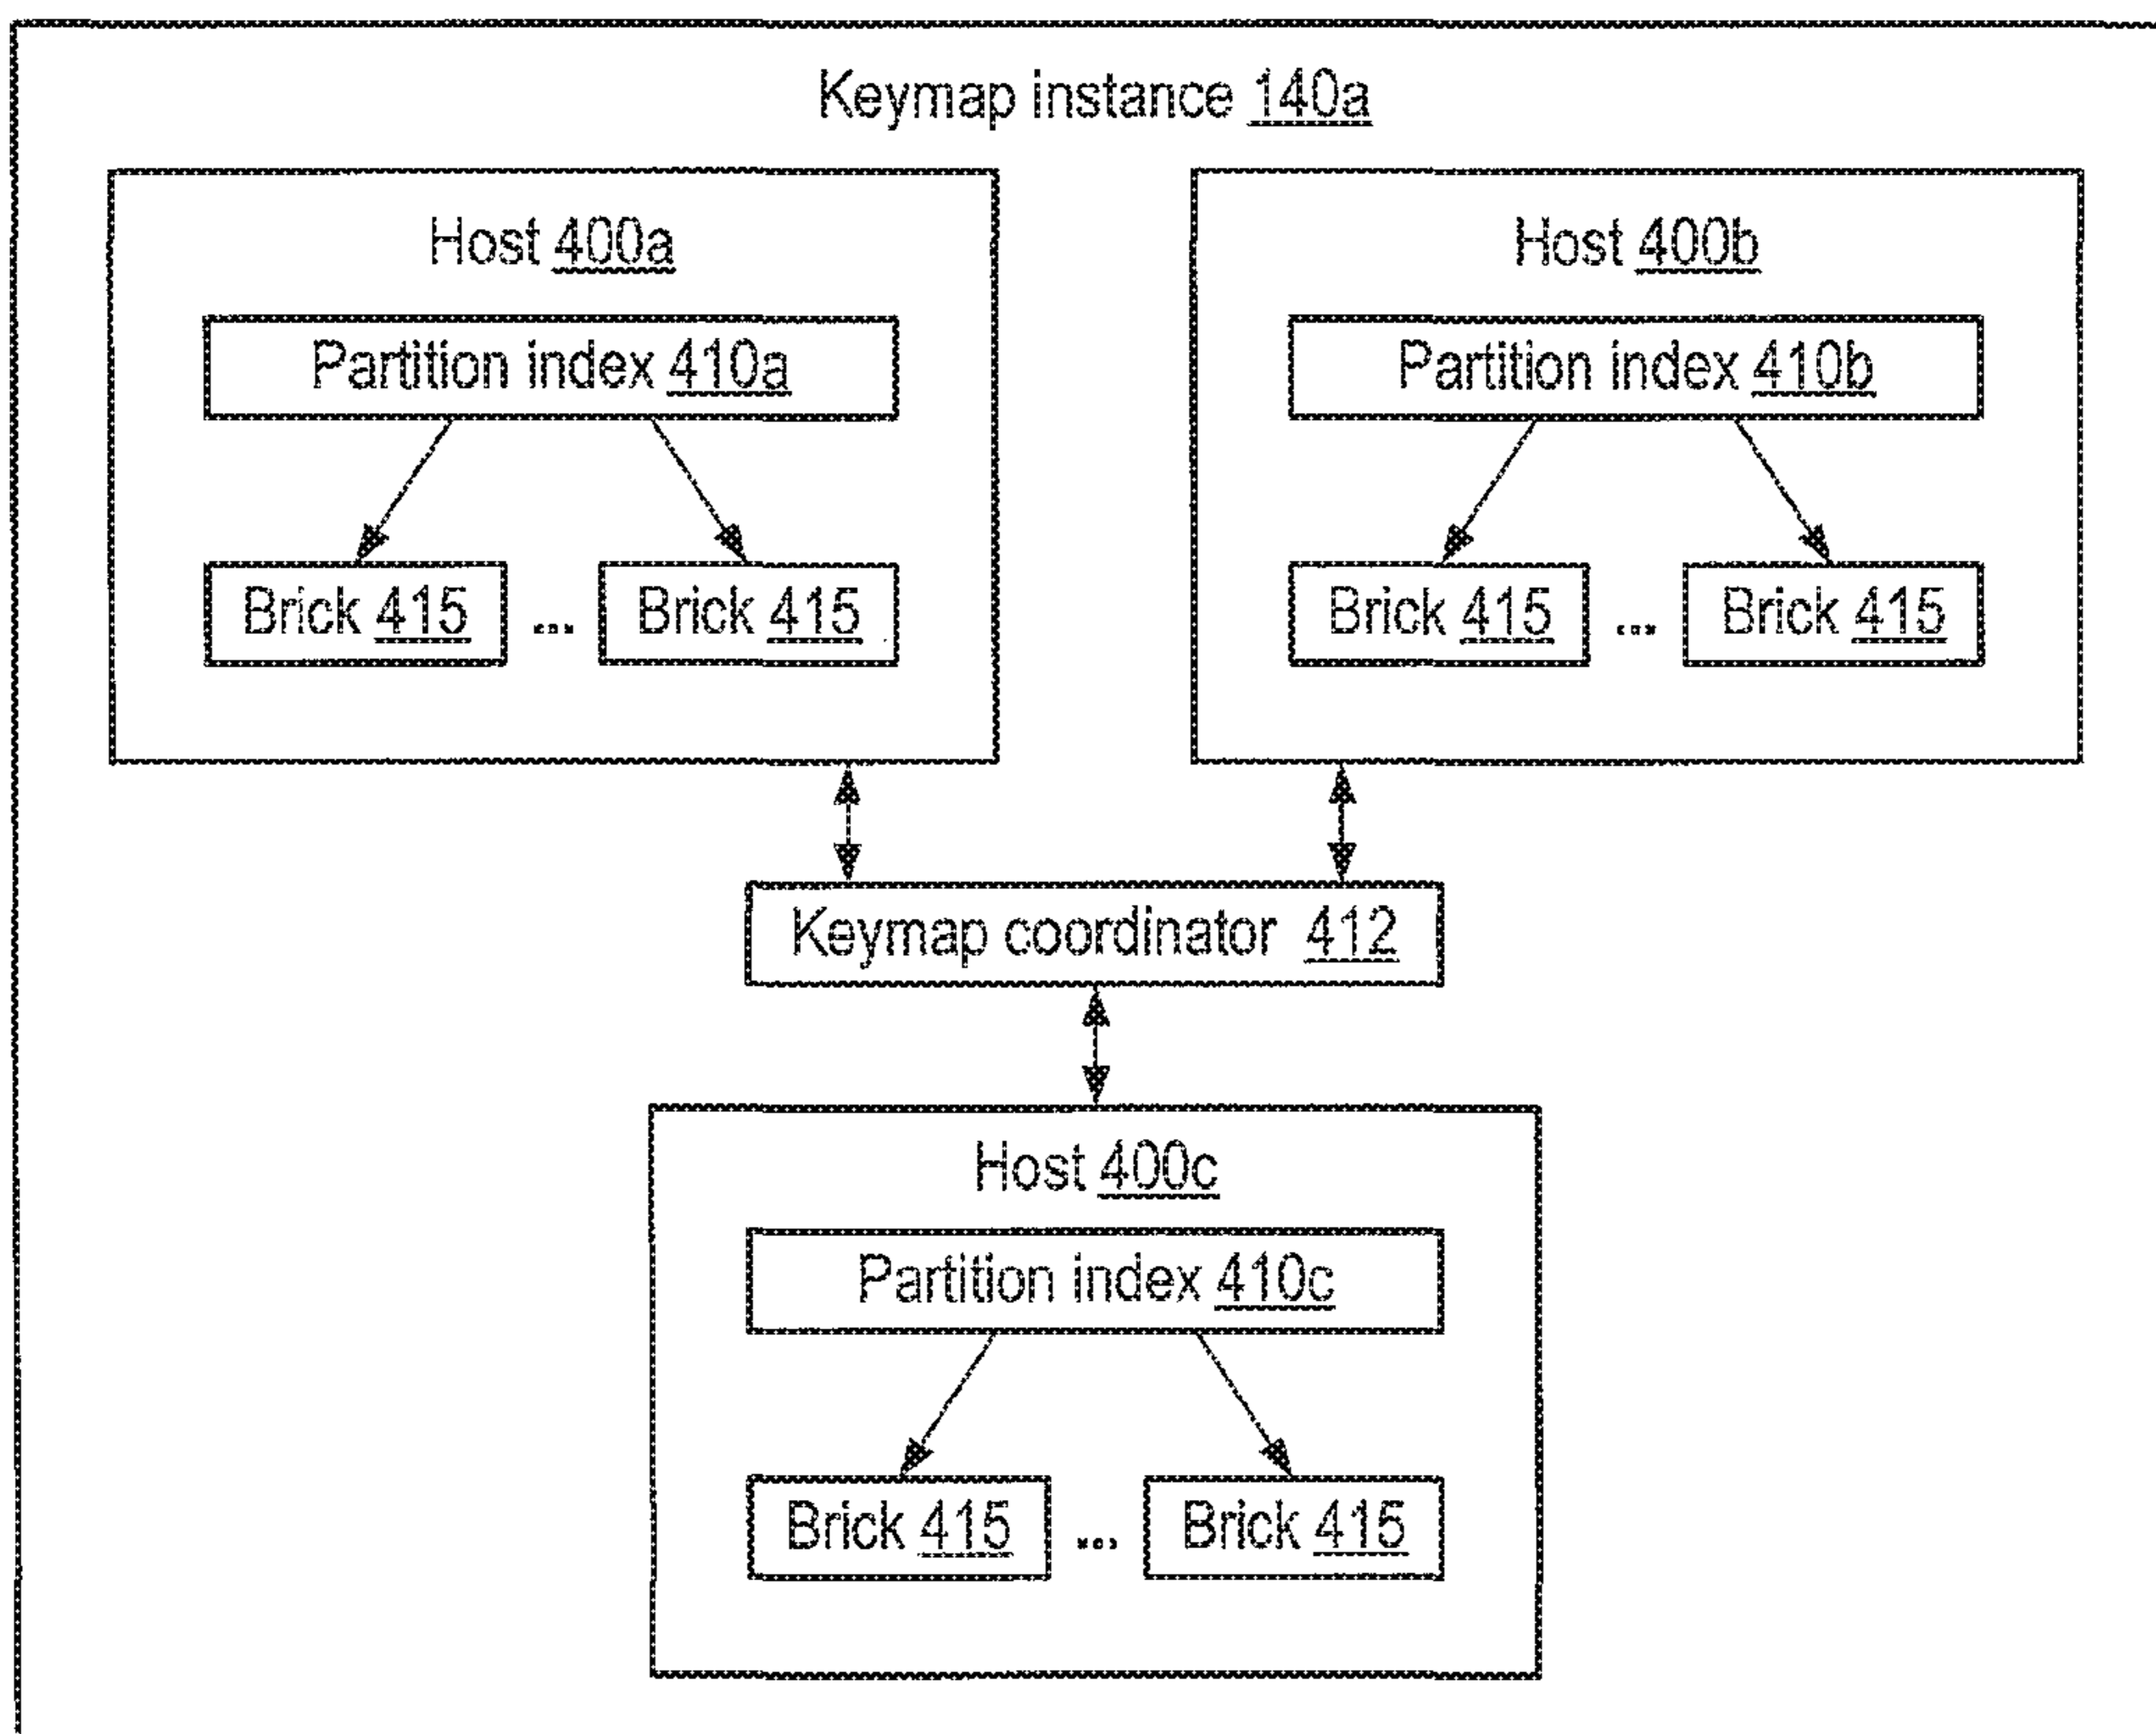 Keymap instance 140a
Host 400a
Host 400b
Partition index 410a
Partition index 410b
Brick 415 ... Brick 415
Brick 415 ... Brick 415
Keymap coordinator 412
Host 400c
Partition index 410c
Brick 415 ... Brick 415